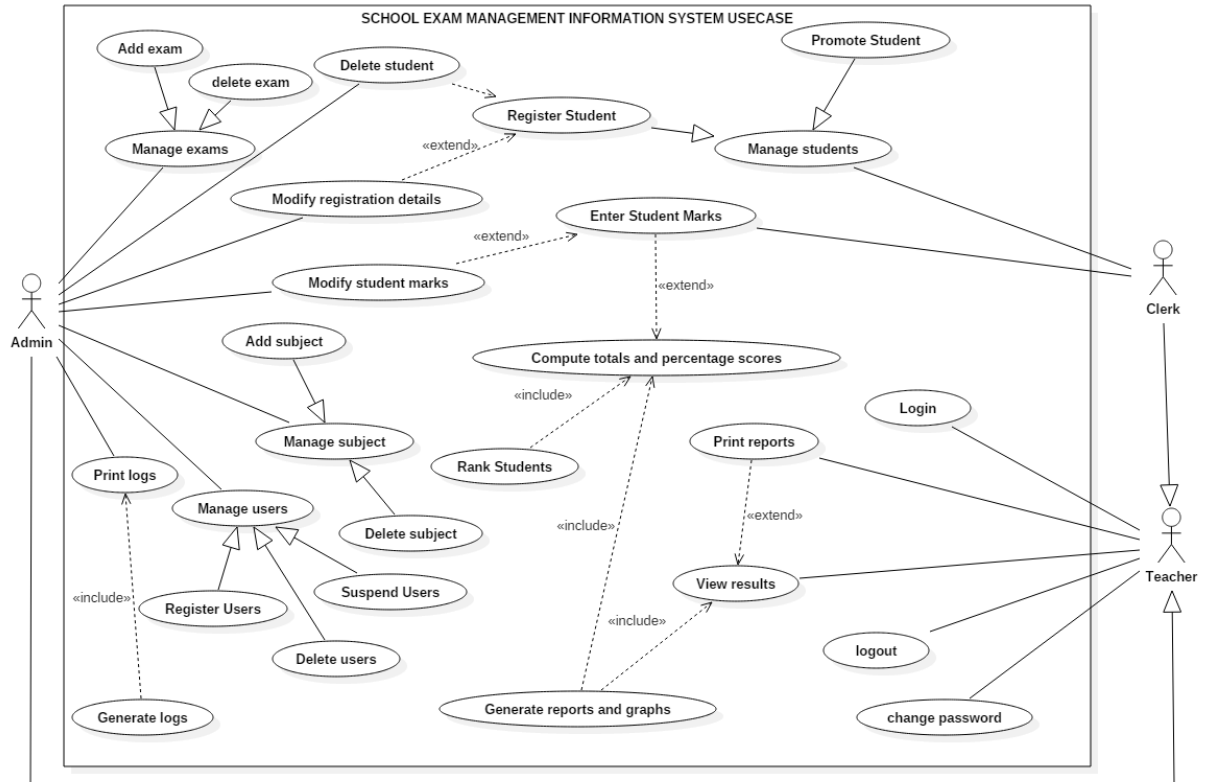 SCHOOL EXAM MANAGEMENT INFORMATION SYSTEM USECASE
Add exam
Promote Student
Delete student
delete exam
Register Student
Manage exams
«extend»
Manage students
Modify registration details
Enter Student Marks
«extend»
Modify student marks
«extend»
Clerk
Admin
Add subject
Compute totals and percentage scores
«include»
Login
Manage subject
Print reports
Rank Students
Print logs
Manage users
«extend»
«include»
Delete subject
Teacher
View results
Suspend Users
«include»
Register Users
«include»
logout
Delete users
Generate reports and graphs
Generate logs
change password